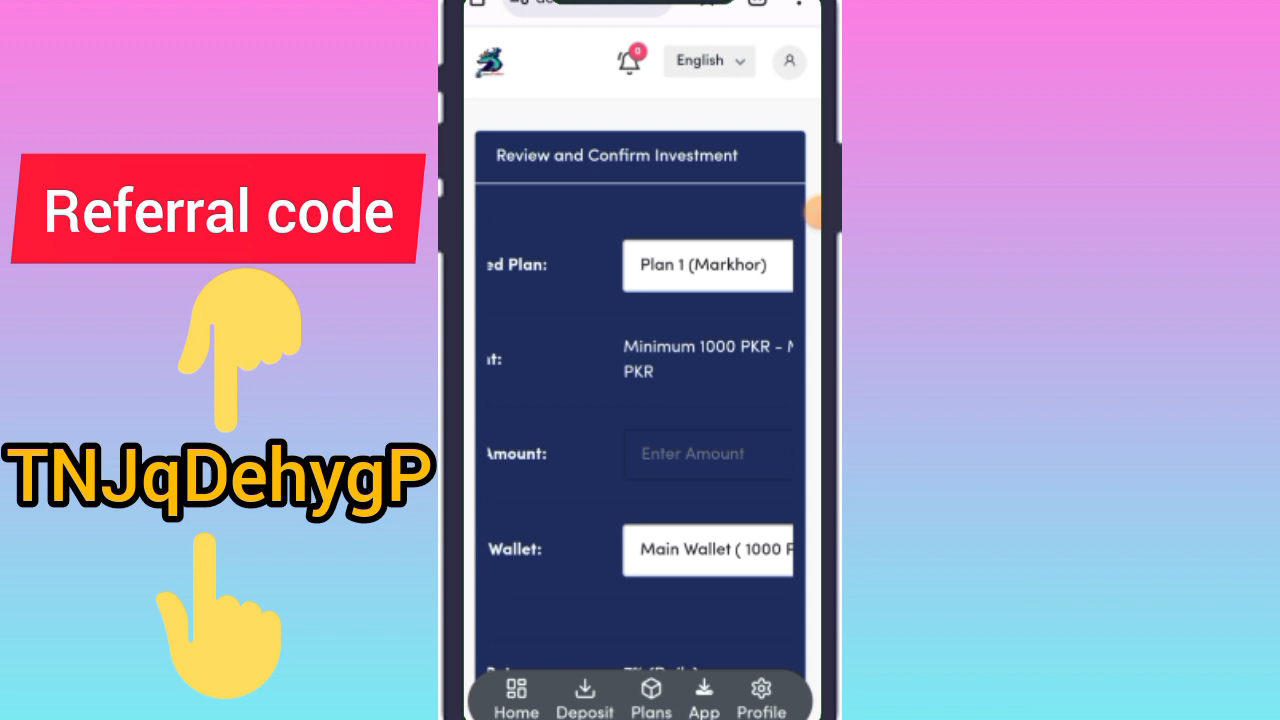 Referral code
TNJqDehygP
0
English
Review and Confirm Investment
ed Plan:
Plan 1 (Markhor)
Minimum 1000 PKR -
PKR
Amount:
Enter Amount
Wallet:
Main Wallet ( 1000
Home
Deposit
Plans
App
Profile